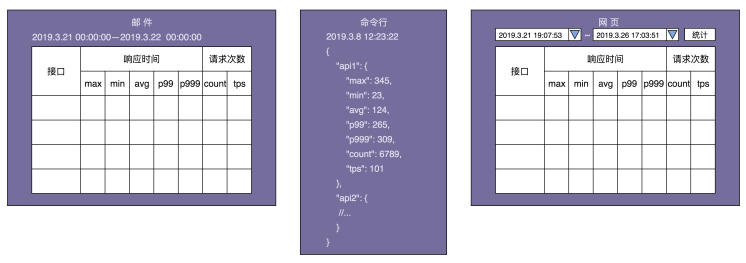 邮 件
2019.3.21 00:00:00—2019.3.22 00:00:00
接口 响应时间 请求次数
max min avg p99 p999 count tps
命令行
2019.3.8 12:23:22
{
"api1": {
"max": 345,
"min": 23,
"avg": 124,
"p99": 265,
"p999": 309,
"count": 6789,
"tps": 101
},
"api2": {
//...
}
}
网 页
2019.3.21 19:07:53 ~ 2019.3.26 17:03:51 统计
接口 响应时间 请求次数
max min avg p99 p999 count tps